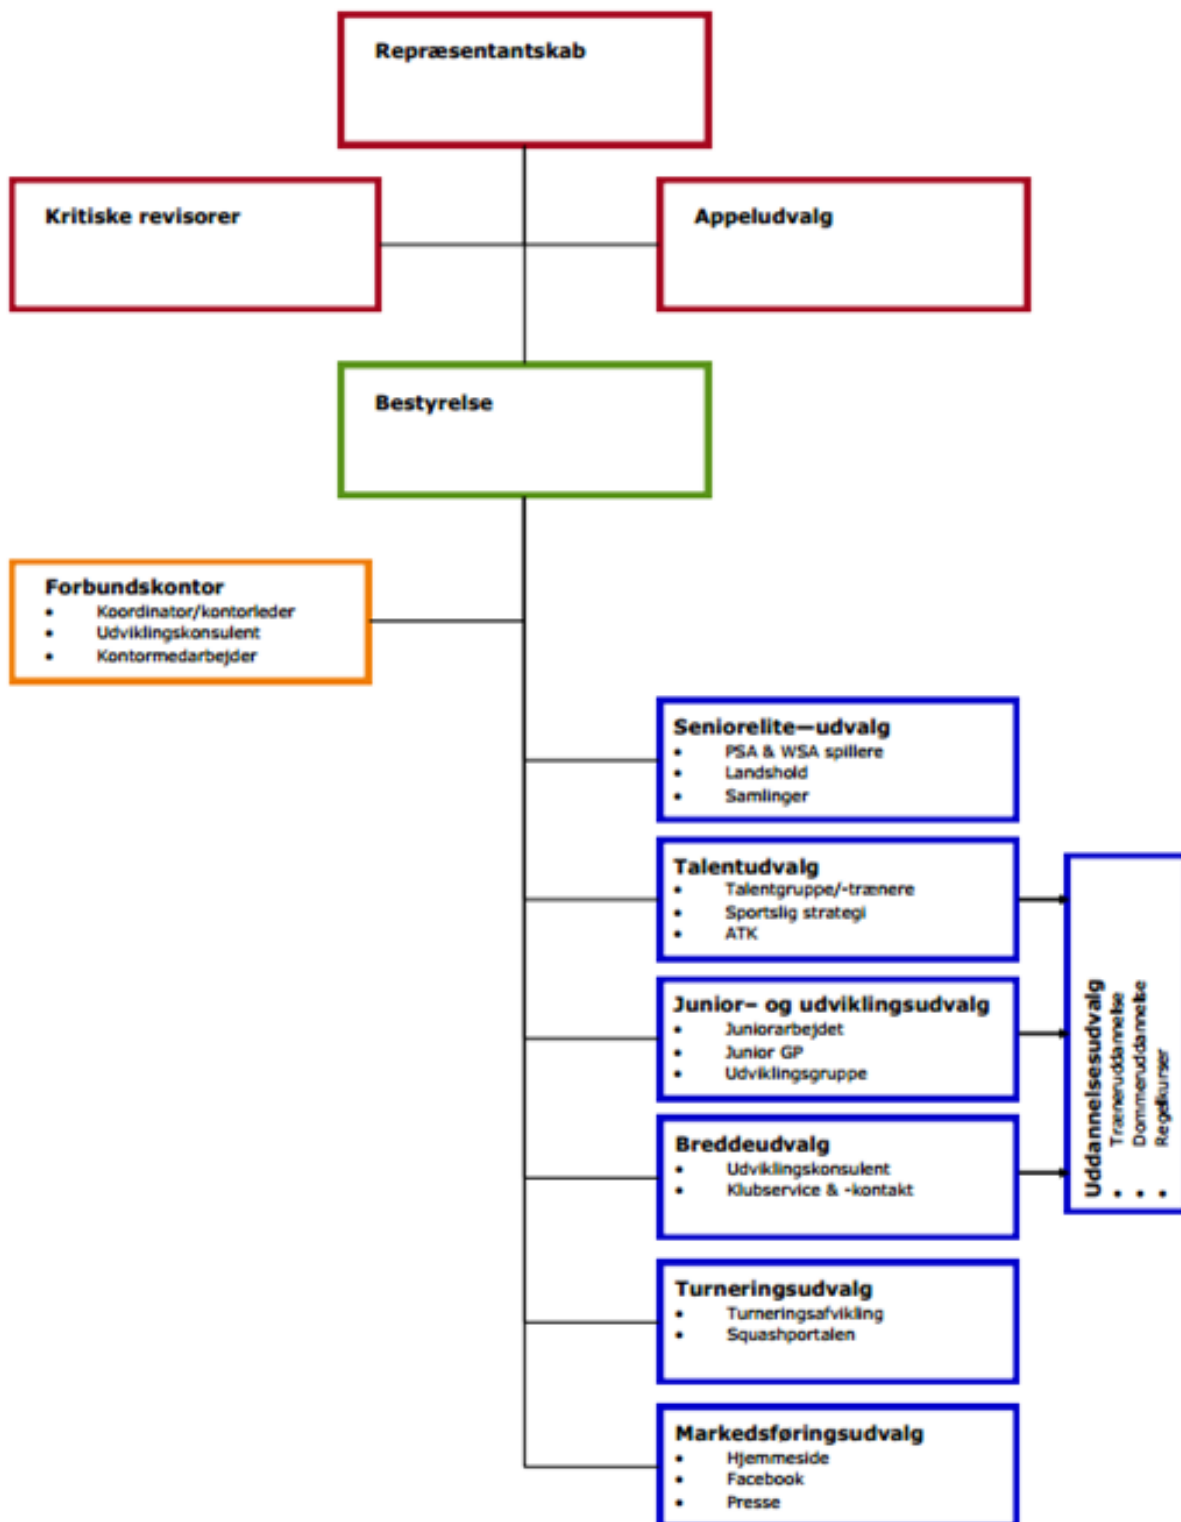 Repræsentantskab
Kritiske revisorer
Appeludvalg
Bestyrelse
Forbundskontor
• Koordinator/kontorleder
• Udviklingskonsulent
• Kontormedarbejder
Seniorelite—udvalg
• PSA & WSA spillere
• Landshold
• Samlinger
Talentudvalg
• Talentgruppe/-trænere
• Sportslig strategi
• ATK
Junior– og udviklingsudvalg
• Juniorarbejdet
• Junior GP
• Udviklingsgruppe
Breddeudvalg
• Udviklingskonsulent
• Klubservice & -kontakt
Uddannelsesudvalg
• Træneruddannelse
• Dommeruddannelse
• Regelkurser
Turneringsudvalg
• Turneringsafvikling
• Squashportalen
Markedsføringsudvalg
• Hjemmeside
• Facebook
• Presse